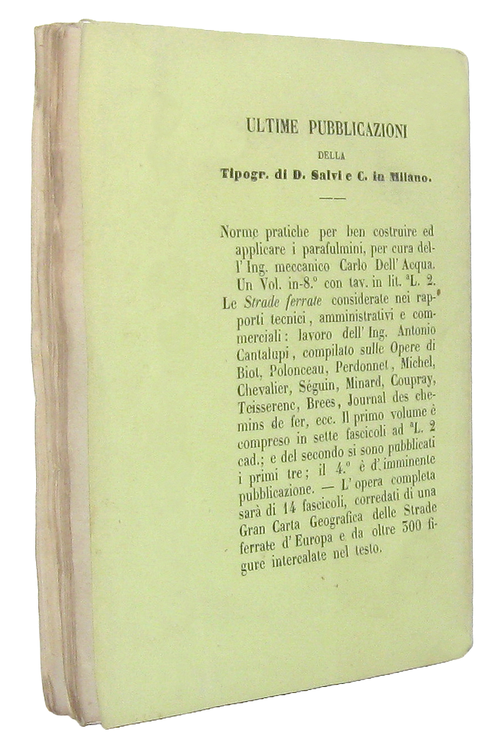 ULTIME PUBBLICAZIONI
DELLA
Tipogr. di D. Salvi e C. in Milano.
Norme pratiche per ben costruire ed
applicare i parafulmini, per cura del-
l' Ing. meccanico Carlo Dell' Acqua.
Un Vol. in-8.º con tav. in lit. ªL. 2.
Le Strade ferrate considerate nei rap-
porti tecnici, amministrativi e com-
merciali: lavoro dell' Ing. Antonio
Cantalupi, compilato sulle Opere di
Biot, Polonceau, Perdonnet, Michel,
Chevalier, Séguin, Minard, Coupray,
Teisserenc, Brees, Journal des che-
mins de fer, ecc. Il primo volume é
compreso in sette fascicoli ad ªL. 2
cad.; e del secondo si sono pubblicati
i primi tre; il 4.º é d' imminente
pubblicazione. — L' opera completa
sarà di 14 fascicoli, corredati di una
Gran Carta Geografica delle Strade
ferrate d' Europa e da oltre 300 fi-
gure intercalate nel testo.